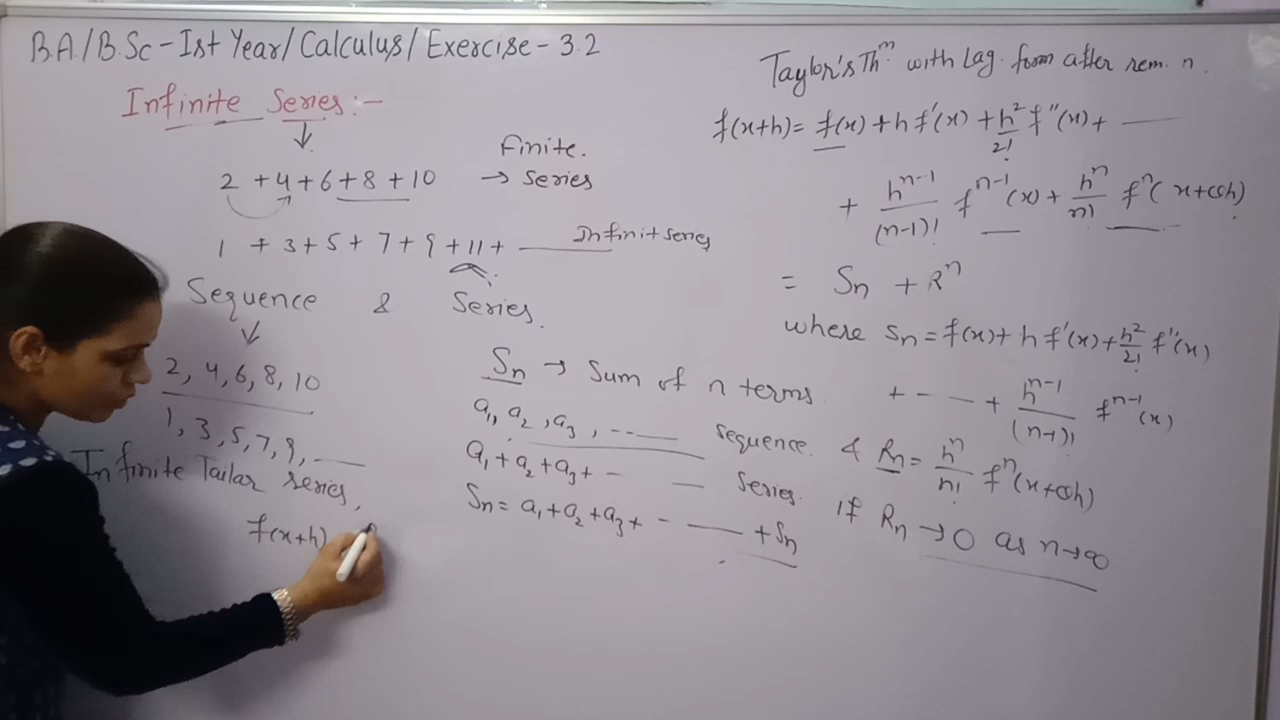 B.A./B.Sc - Ist Year/Calculus/Exercise - 3.2
Infinite Series:-
↓
2 + 4 + 6 + 8 + 10 → Finite. Series
1 + 3 + 5 + 7 + 9 + 11 + ——— Infinit series
Sequence & Series.
↓
2, 4, 6, 8, 10
1, 3, 5, 7, 9, ——
Infinite Tailar series,
f(x+h)
Sn → Sum of n terms
a₁, a₂, a₃, ----—— sequence.
a₁ + a₂ + a₃ + - — Series.
Sn = a₁ + a₂ + a₃ + - —— + Sn
Taylor's Thᵐ with Lag. form after rem. n.
f(x+h) = f(x) + h f'(x) + h²/2! f''(x) + ——
+ hⁿ⁻¹/(n-1)! fⁿ⁻¹(x) + hⁿ/n! fⁿ(x+θh)
= Sn + Rⁿ
where Sn = f(x) + h f'(x) + h²/2! f''(x)
+ - — — + hⁿ⁻¹/(n-1)! fⁿ⁻¹(x)
& Rn = hⁿ/n! fⁿ(x+θh)
if Rn → 0 as n→∞